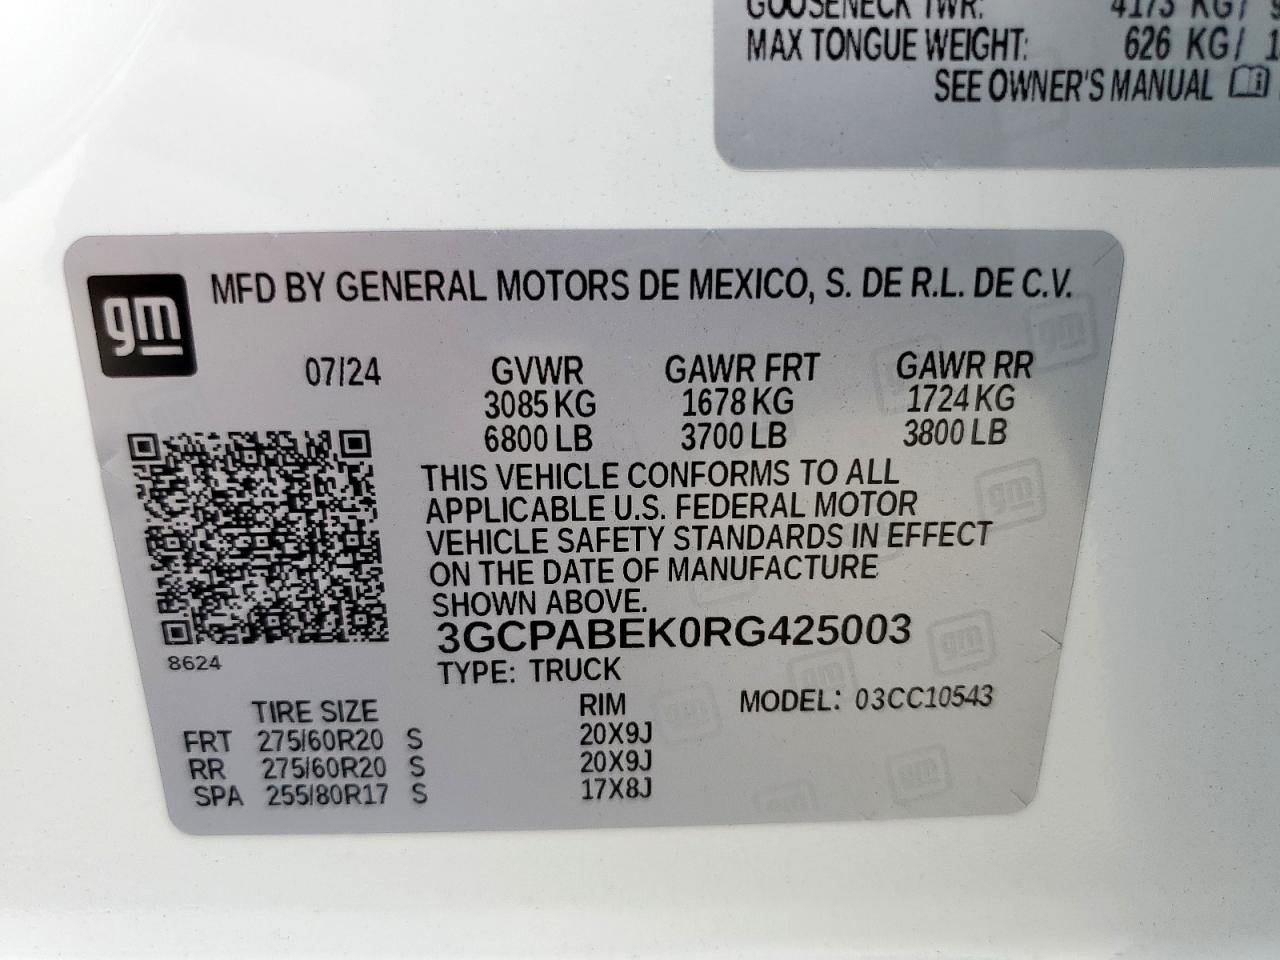 GOOSENECK TWR: 4173 KG/
MAX TONGUE WEIGHT: 626 KG/ 1
SEE OWNER'S MANUAL
gm
MFD BY GENERAL MOTORS DE MEXICO, S. DE R.L. DE C.V.
07/24 GVWR GAWR FRT GAWR RR
3085 KG 1678 KG 1724 KG
6800 LB 3700 LB 3800 LB
THIS VEHICLE CONFORMS TO ALL
APPLICABLE U.S. FEDERAL MOTOR
VEHICLE SAFETY STANDARDS IN EFFECT
ON THE DATE OF MANUFACTURE
SHOWN ABOVE.
3GCPABEK0RG425003
8624
TYPE: TRUCK
TIRE SIZE RIM MODEL: 03CC10543
FRT 275/60R20 S 20X9J
RR 275/60R20 S 20X9J
SPA 255/80R17 S 17X8J